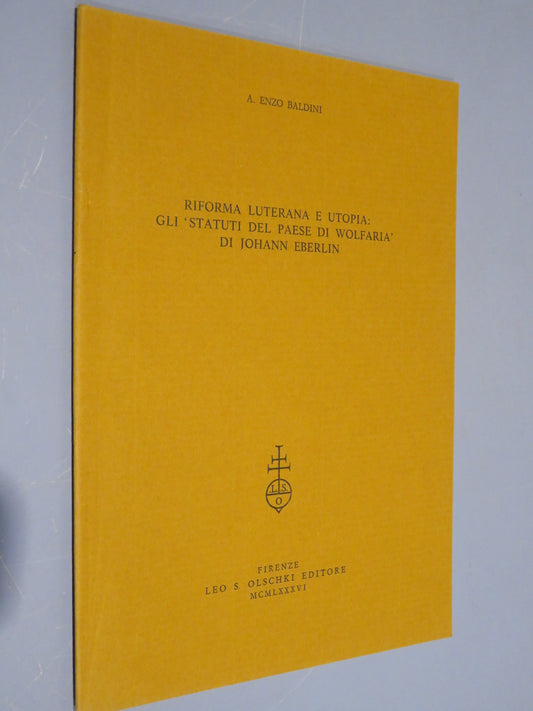 A. ENZO BALDINI
RIFORMA LUTERANA E UTOPIA:
GLI ‘STATUTI DEL PAESE DI WOLFARIA’
DI JOHANN EBERLIN
L S
O
FIRENZE
LEO S. OLSCHKI EDITORE
MCMLXXXVI